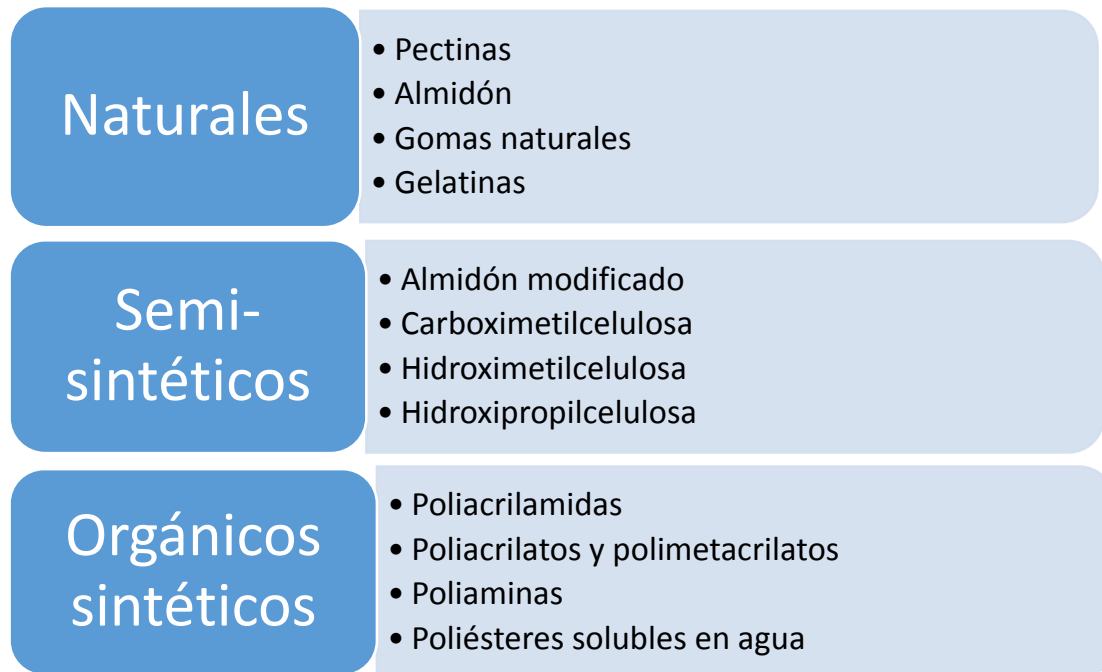 Naturales
• Pectinas
• Almidón
• Gomas naturales
• Gelatinas
Semi-
sintéticos
• Almidón modificado
• Carboximetilcelulosa
• Hidroximetilcelulosa
• Hidroxipropilcelulosa
Orgánicos
sintéticos
• Poliacrilamidas
• Poliacrilatos y polimetacrilatos
• Poliaminas
• Poliésteres solubles en agua